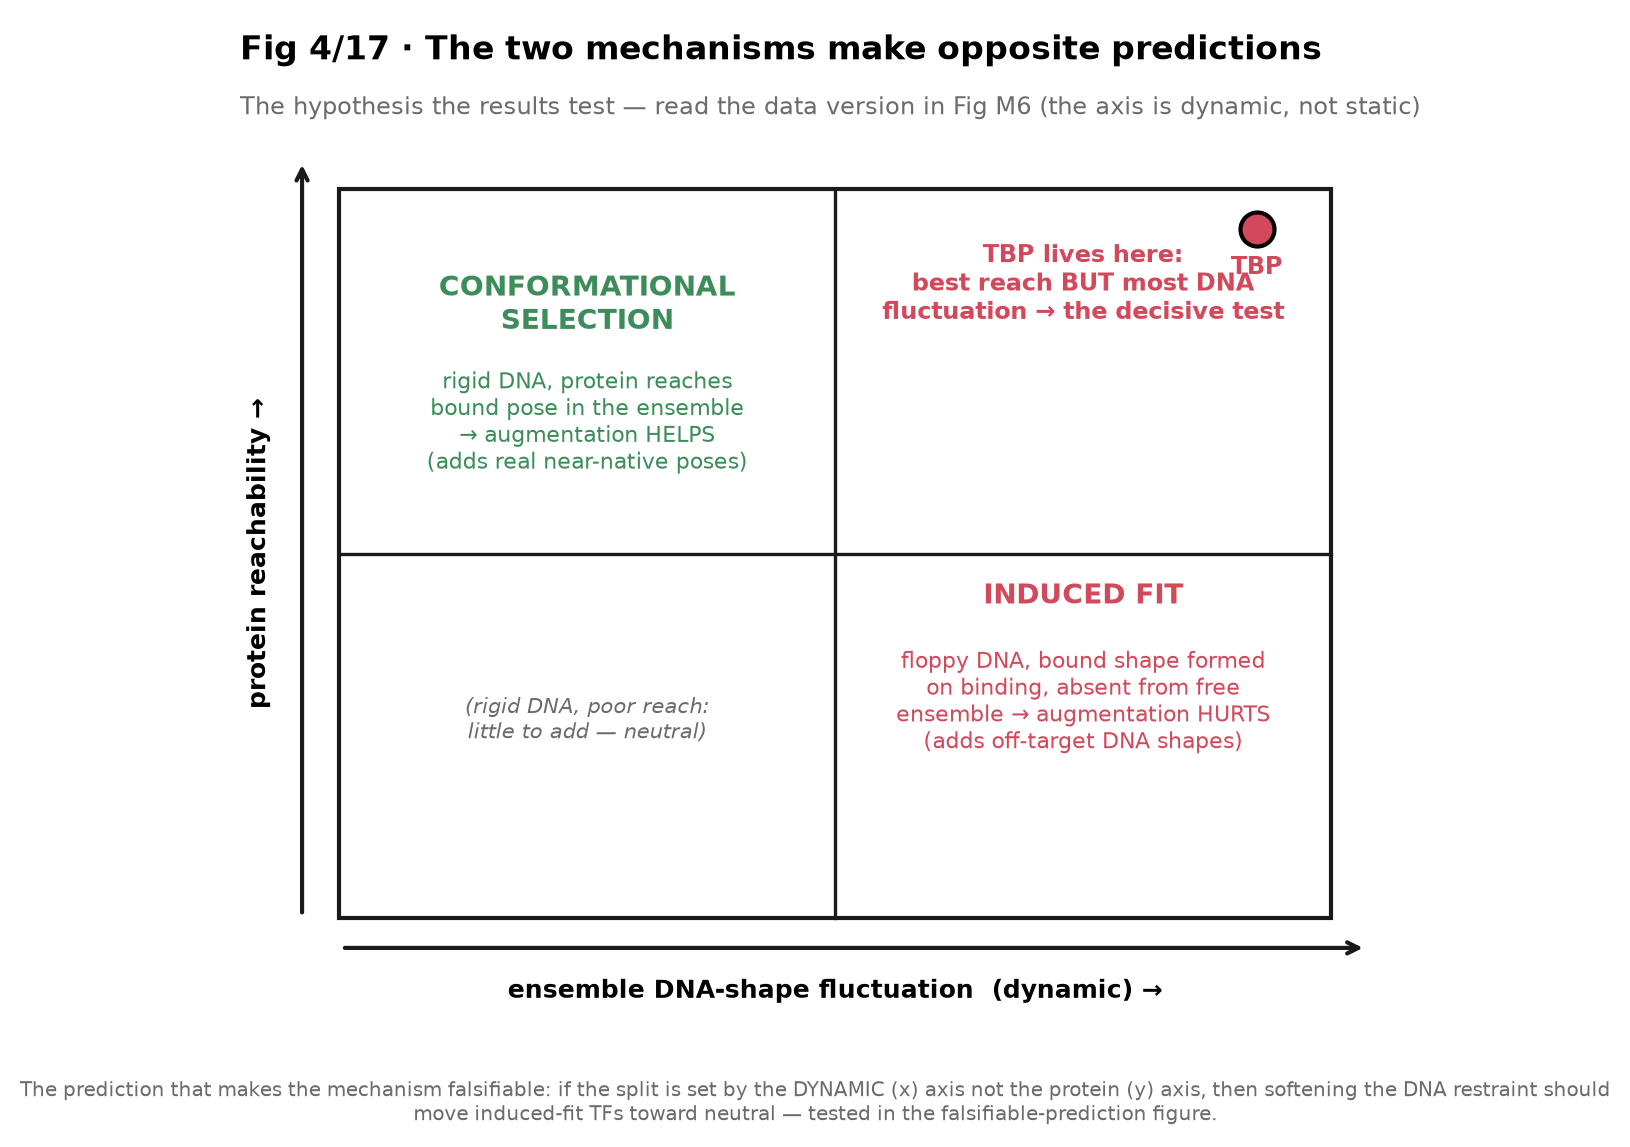 Fig 4/17 · The two mechanisms make opposite predictions
The hypothesis the results test — read the data version in Fig M6 (the axis is dynamic, not static)
protein reachability →
CONFORMATIONAL
SELECTION
rigid DNA, protein reaches
bound pose in the ensemble
→ augmentation HELPS
(adds real near-native poses)
TBP lives here:
best reach BUT most DNA
fluctuation → the decisive test
TBP
(rigid DNA, poor reach:
little to add — neutral)
INDUCED FIT
floppy DNA, bound shape formed
on binding, absent from free
ensemble → augmentation HURTS
(adds off-target DNA shapes)
ensemble DNA-shape fluctuation (dynamic) →
The prediction that makes the mechanism falsifiable: if the split is set by the DYNAMIC (x) axis not the protein (y) axis, then softening the DNA restraint should
move induced-fit TFs toward neutral — tested in the falsifiable-prediction figure.